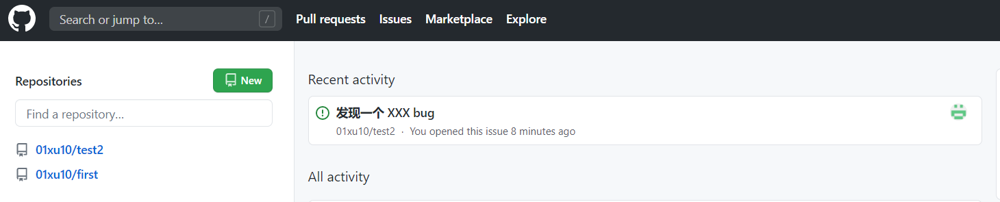 Search or jump to...
/
Pull requests
Issues
Marketplace
Explore
Repositories
New
Find a repository...
01xu10/test2
01xu10/first
Recent activity
发现一个 XXX bug
01xu10/test2 · You opened this issue 8 minutes ago
All activity